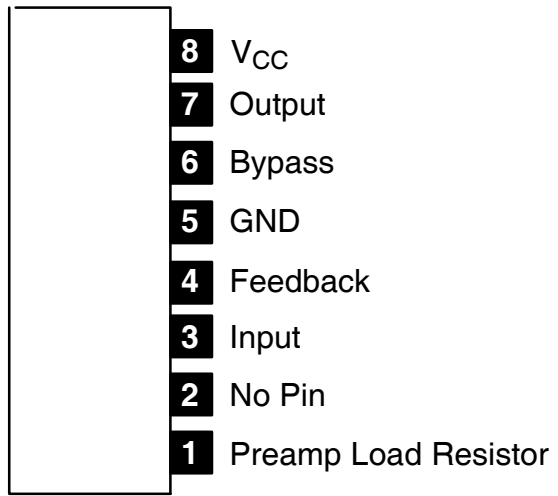 8 VCC
7 Output
6 Bypass
5 GND
4 Feedback
3 Input
2 No Pin
1 Preamp Load Resistor